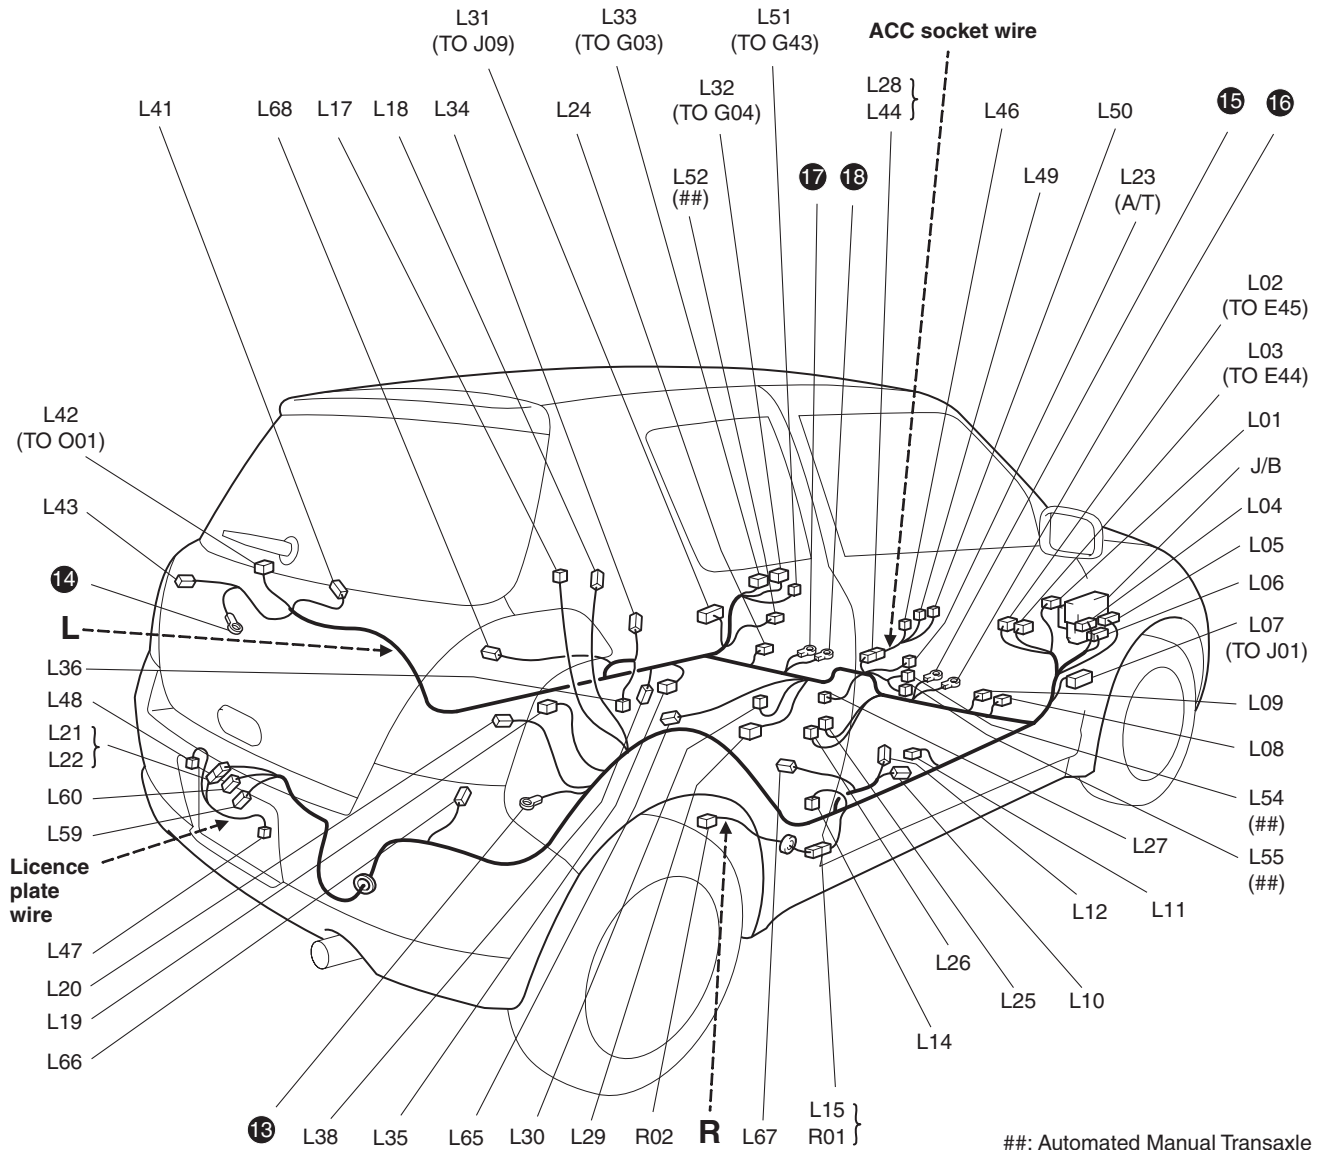 L31
(TO J09)
L33
(TO G03)
L51
(TO G43)
ACC socket wire
L41
L68
L17
L18
L34
L24
L32
(TO G04)
L28
L44
L46
L50
15
16
L52
(##)
17
18
L49
L23
(A/T)
L02
(TO E45)
L03
(TO E44)
L42
(TO O01)
L01
J/B
L43
L04
L05
14
L06
L
L07
(TO J01)
L36
L48
L09
L21
L22
L08
L60
L54
(##)
L59
L27
L55
(##)
Licence
plate
wire
L12
L11
L47
L26
L20
L25
L10
L19
L14
L66
13
L38
L35
L65
L30
L29
R02
R
L67
L15
R01
##: Automated Manual Transaxle